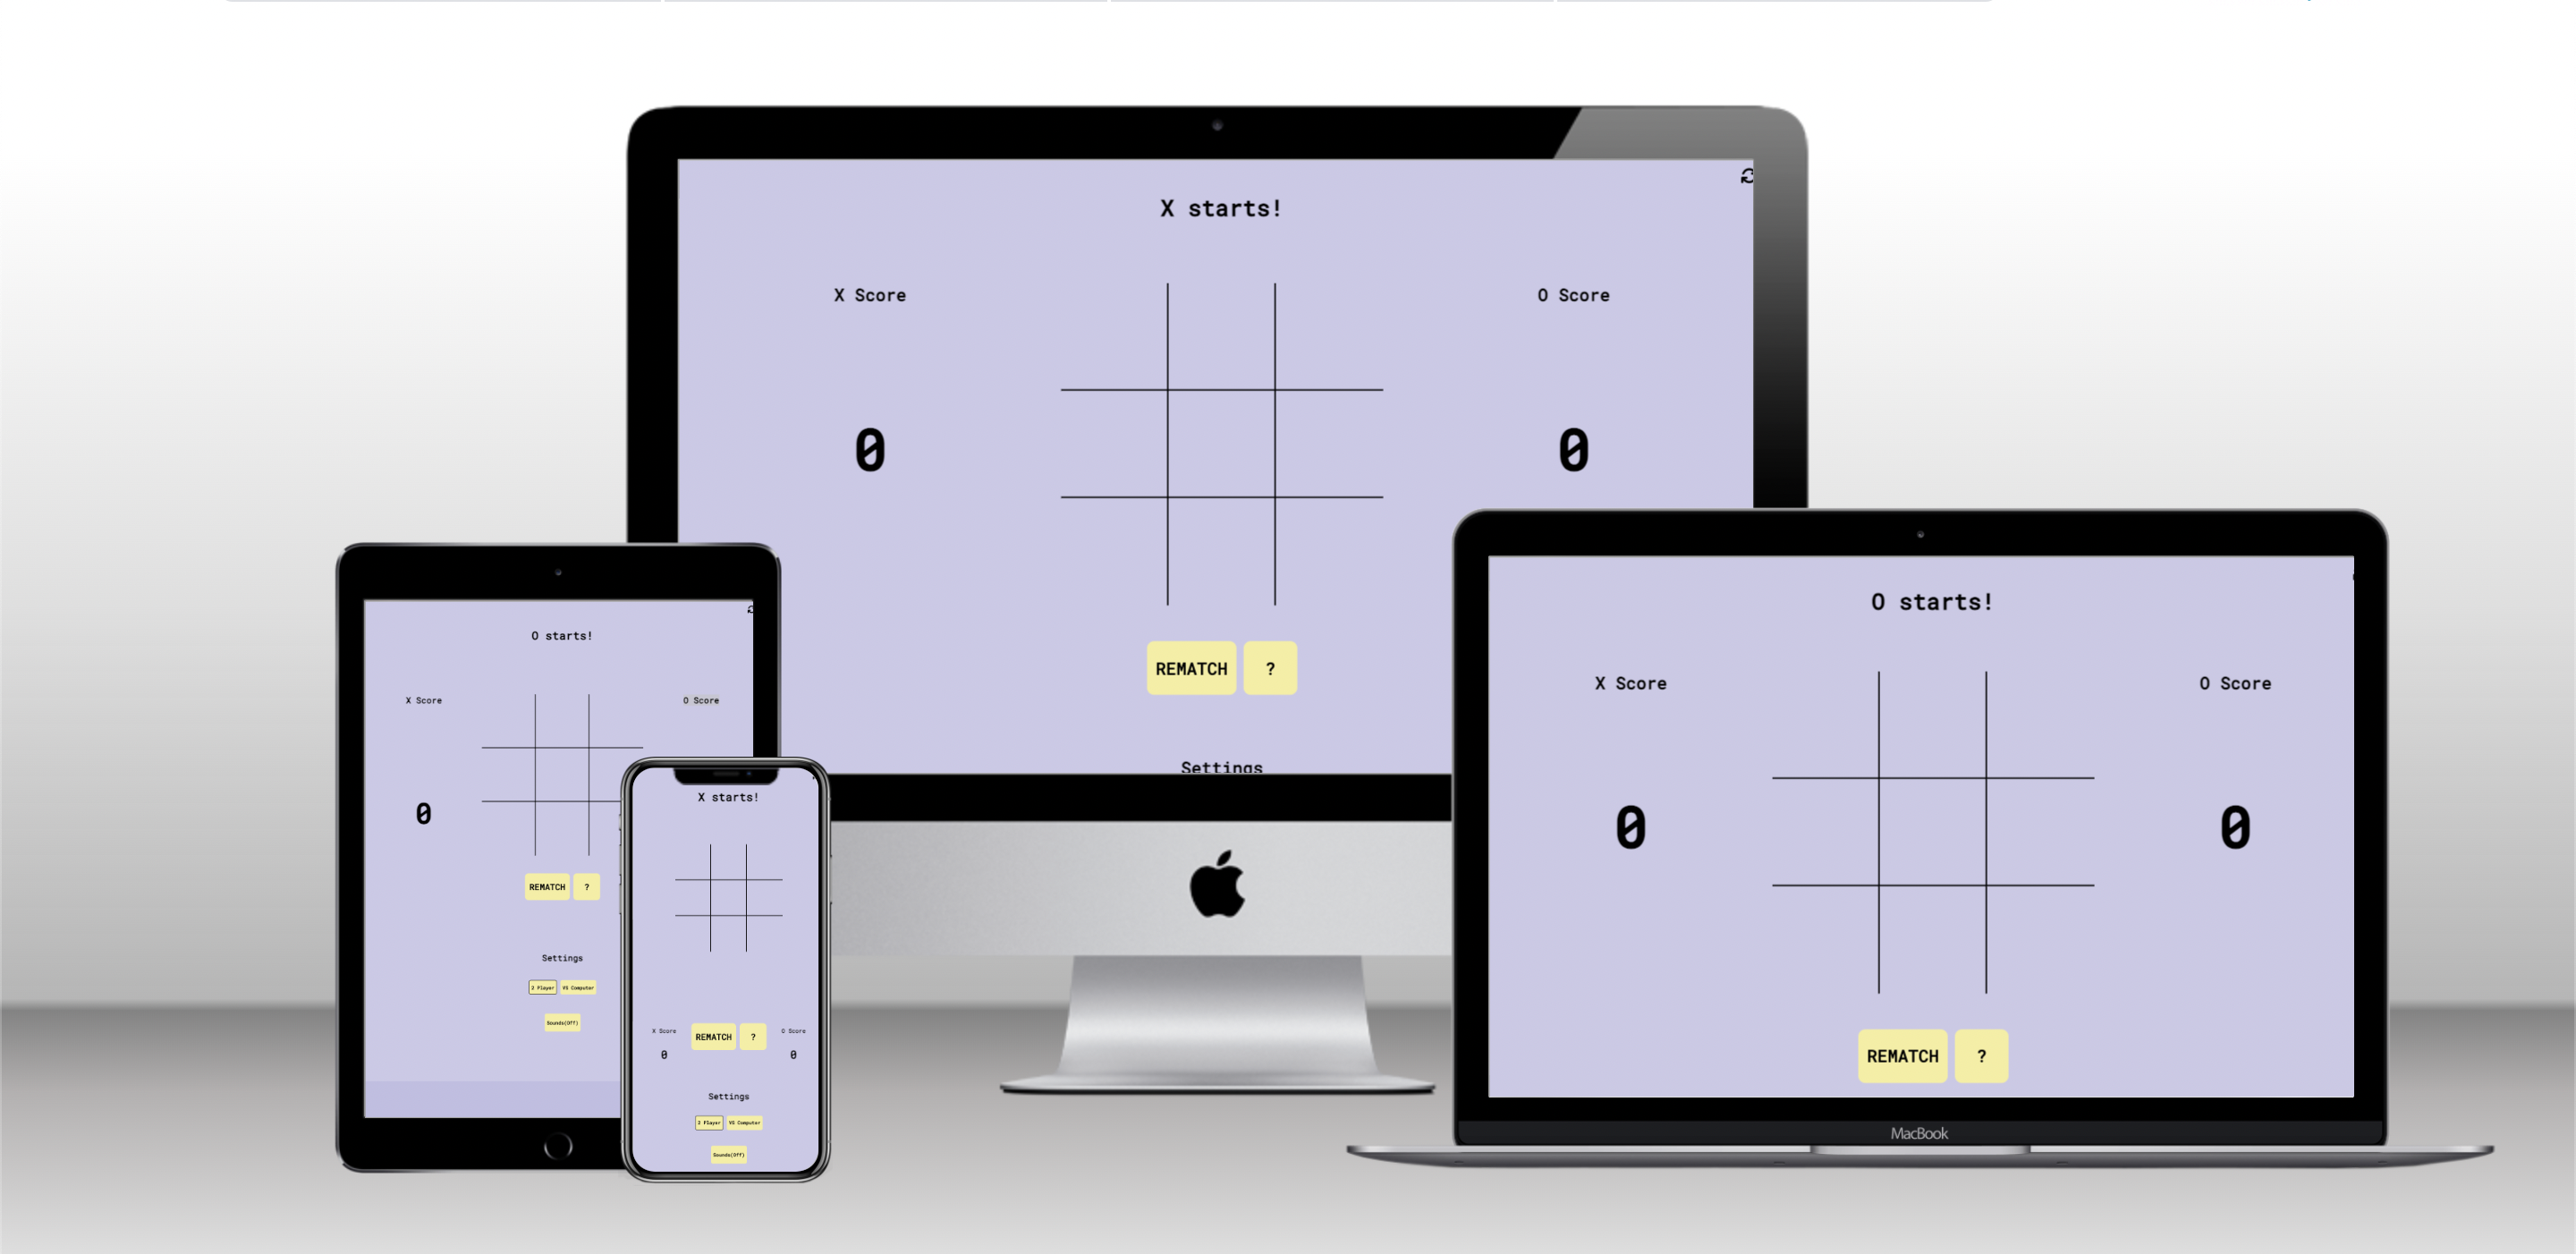 X starts!
X Score
O Score
0
0
REMATCH ?
Settings
O starts!
X Score
O Score
0
REMATCH ?
Settings
2 Player VS Computer
Sounds(Off)
X starts!
X Score
REMATCH ?
O Score
0
0
Settings
2 Player VS Computer
Sounds(Off)
O starts!
X Score
O Score
0
0
REMATCH ?
MacBook